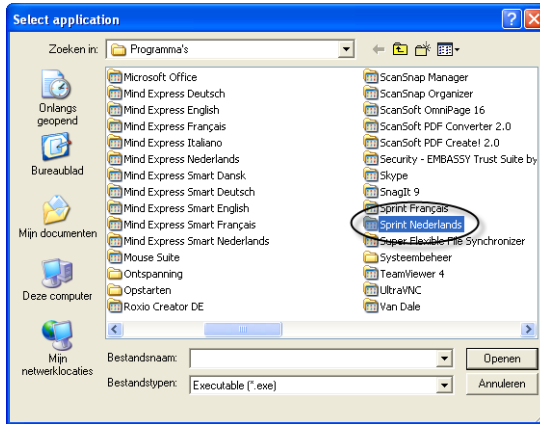 Select application
Zoeken in: Programma's
Onlangs geopend
Bureaublad
Mijn documenten
Deze computer
Mijn netwerklocaties
Microsoft Office
Mind Express Deutsch
Mind Express English
Mind Express Français
Mind Express Italiano
Mind Express Nederlands
Mind Express Smart Dansk
Mind Express Smart Deutsch
Mind Express Smart English
Mind Express Smart Français
Mind Express Smart Nederlands
Mouse Suite
Ontspanning
Opstarten
Roxio Creator DE
ScanSnap Manager
ScanSnap Organizer
ScanSoft OmniPage 16
ScanSoft PDF Converter 2.0
ScanSoft PDF Create! 2.0
Security - EMBASSY Trust Suite by
Skype
SnagIt 9
Sprint Français
Sprint Nederlands
Super Flexible File Synchronizer
Systeembeheer
TeamViewer 4
UltraVNC
Van Dale
Bestandsnaam:
Openen
Bestandstypen: Executable (*.exe)
Annuleren